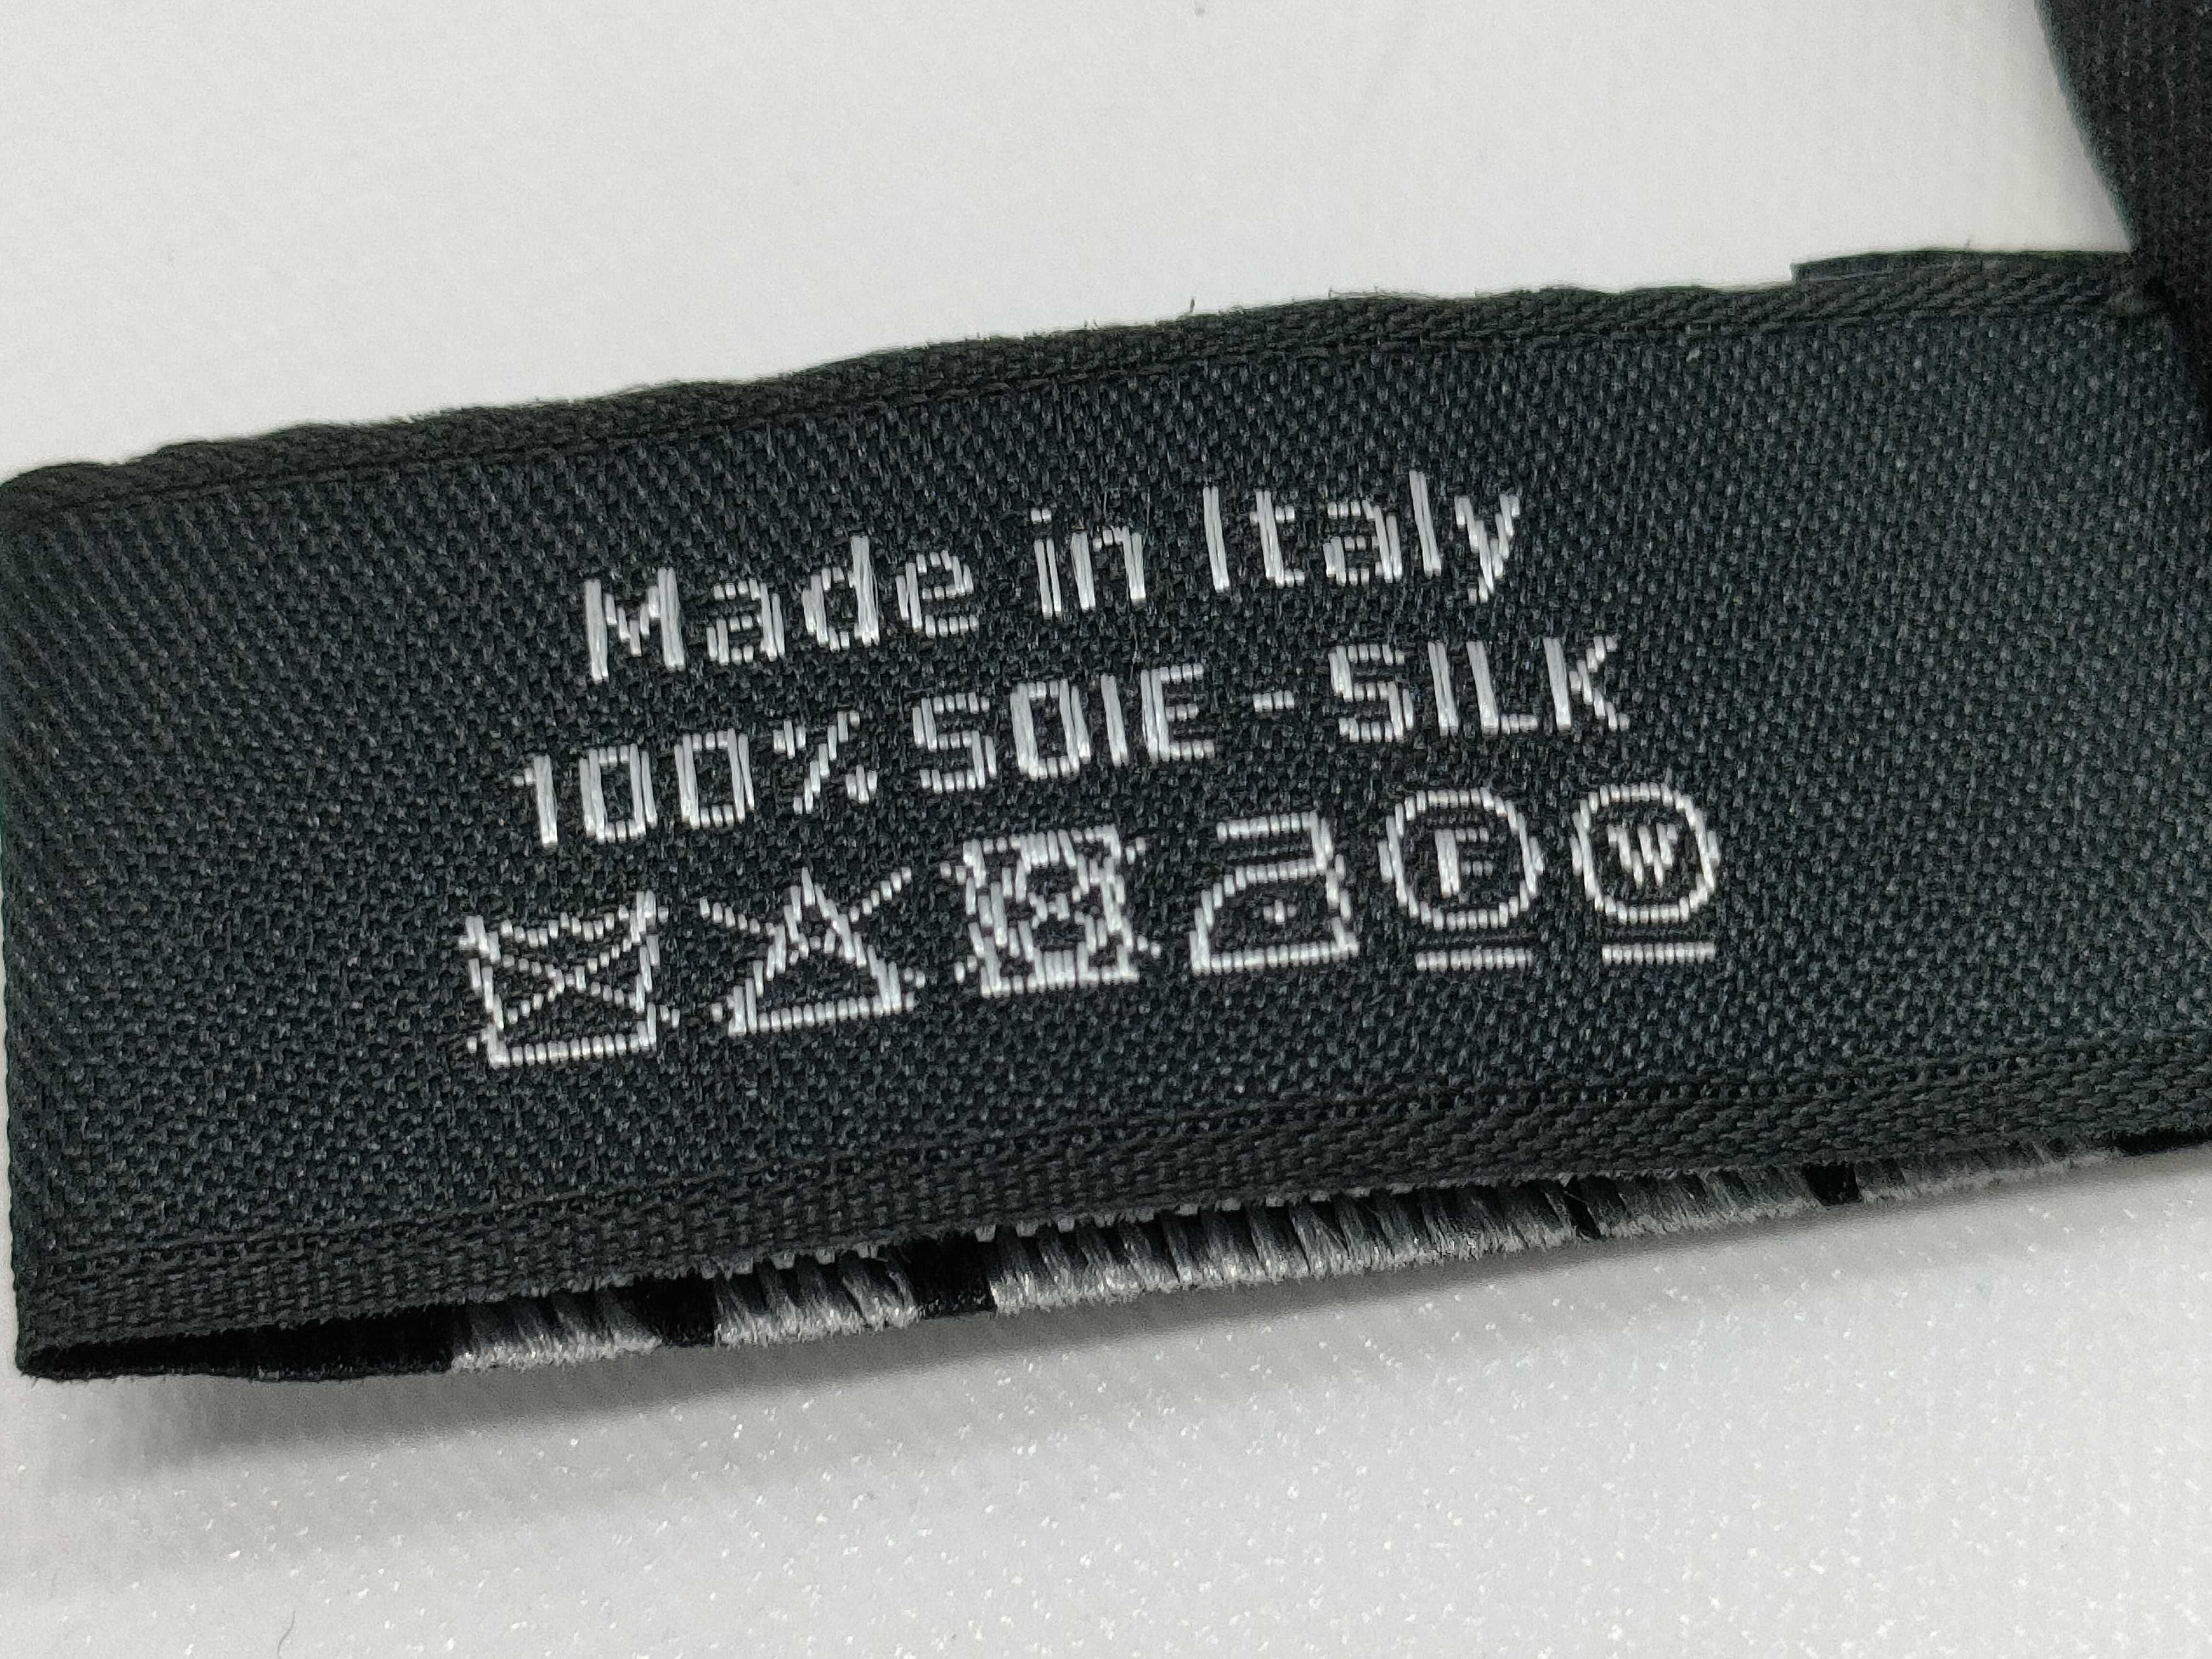 Made in Italy
100% SOIE - SILK
F W